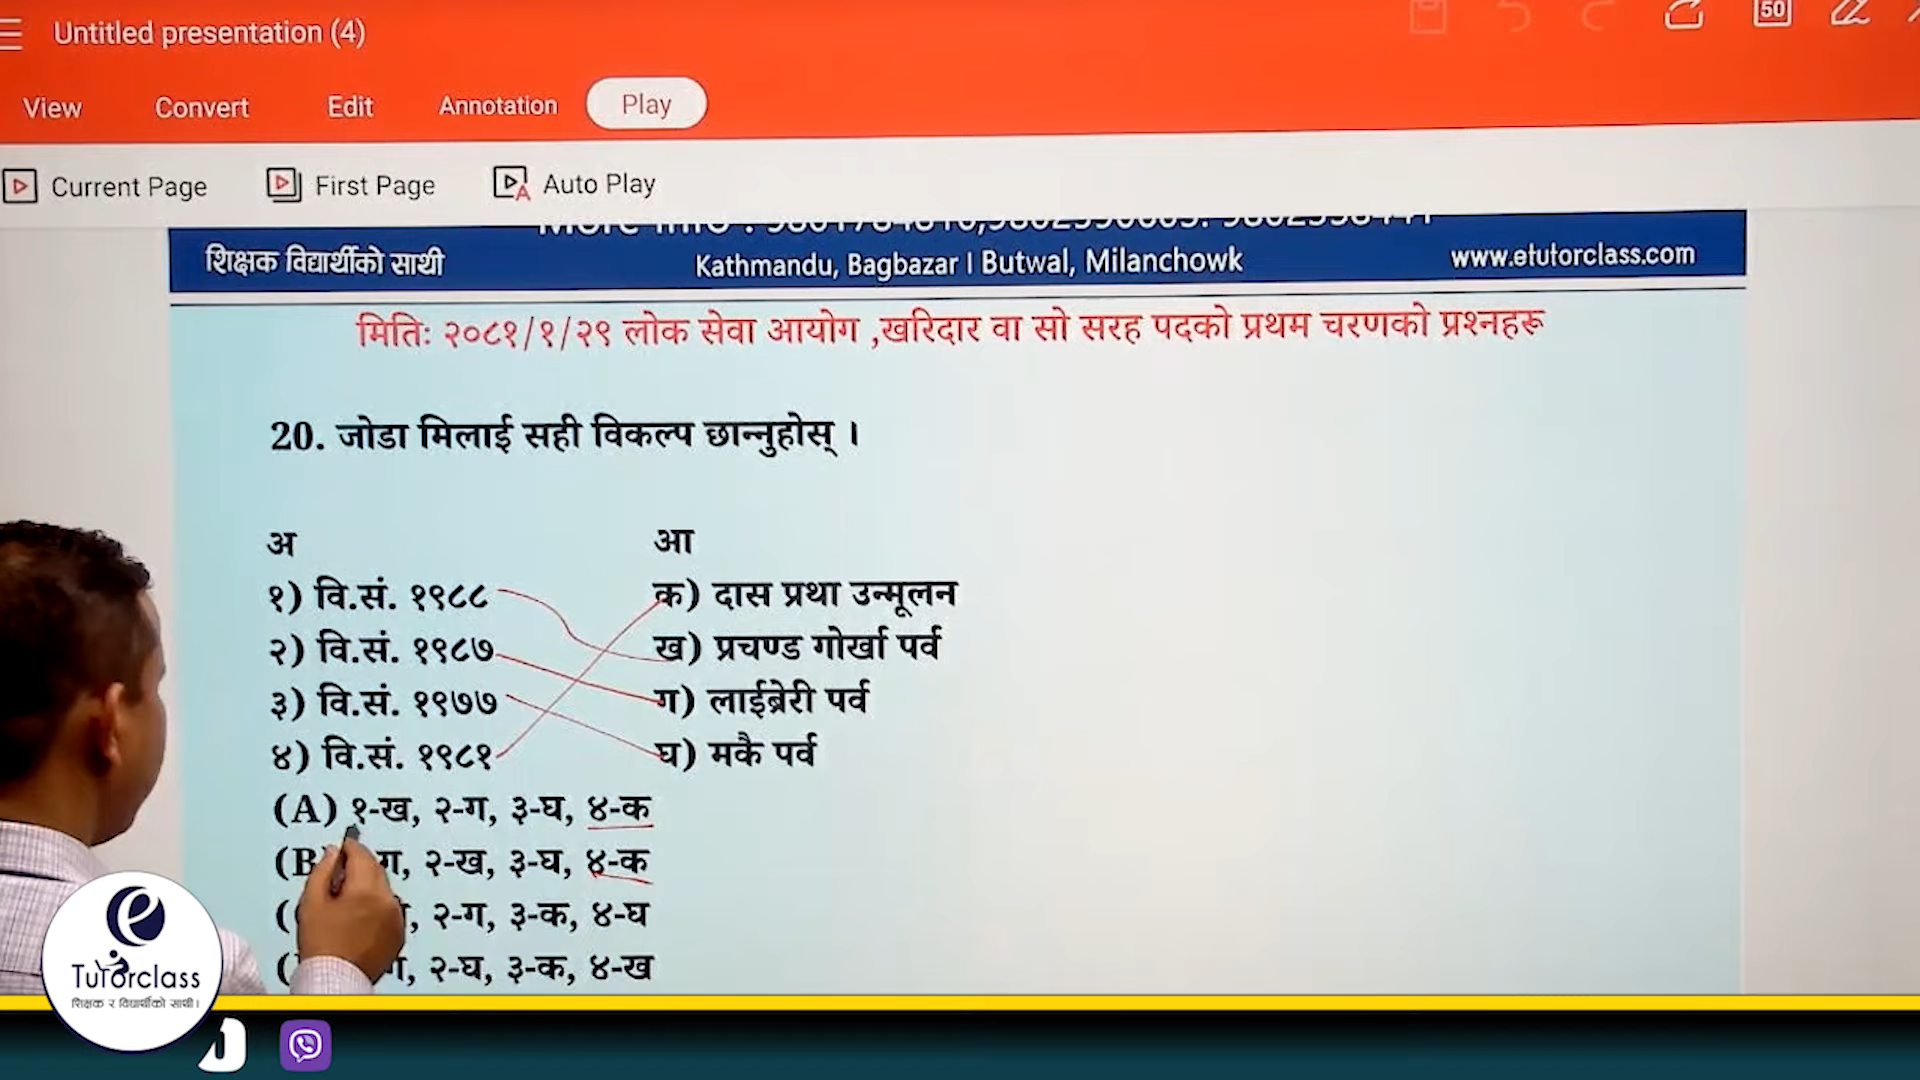 Untitled presentation (4)
50
View Convert Edit Annotation Play
Current Page First Page Auto Play
More Info :
शिक्षक विद्यार्थीको साथी Kathmandu, Bagbazar । Butwal, Milanchowk www.etutorclass.com
मितिः २०८१/१/२९ लोक सेवा आयोग ,खरिदार वा सो सरह पदको प्रथम चरणको प्रश्नहरू
20. जोडा मिलाई सही विकल्प छान्नुहोस् ।
अ आ
१) वि.सं. १९८८ क) दास प्रथा उन्मूलन
२) वि.सं. १९८७ ख) प्रचण्ड गोर्खा पर्व
३) वि.सं. १९७७ ग) लाईब्रेरी पर्व
४) वि.सं. १९८१ घ) मकै पर्व
(A) १-ख, २-ग, ३-घ, ४-क
(B) ग, २-ख, ३-घ, ४-क
२-ग, ३-क, ४-घ
२-घ, ३-क, ४-ख
e
Tutorclass
शिक्षक र विद्यार्थीको साथी।